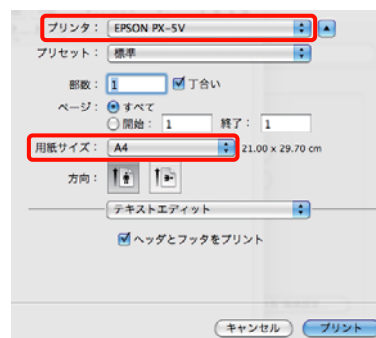 プリンタ： EPSON PX-5V
プリセット： 標準
部数： 1 丁合い
ページ： すべて
開始： 1 終了： 1
用紙サイズ： A4 21.00 x 29.70 cm
方向：
テキストエディット
ヘッダとフッタをプリント
キャンセル プリント